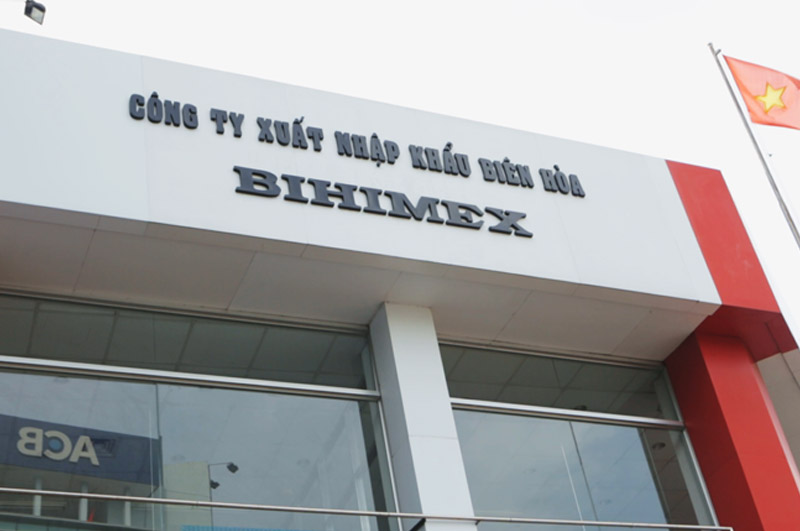 CÔNG TY XUẤT NHẬP KHẨU BIÊN HÒA
BIHIMEX
ACB